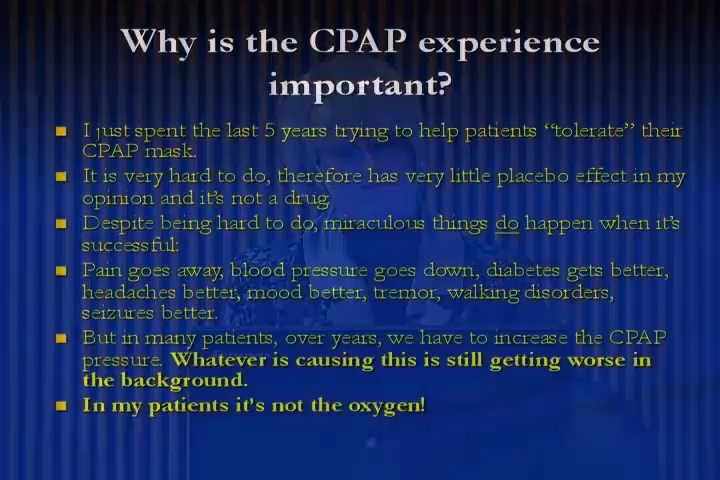 Why is the CPAP experience
important?
I just spent the last 5 years trying to help patients “tolerate” their
CPAP mask.
It is very hard to do, therefore has very little placebo effect in my
opinion and it’s not a drug.
Despite being hard to do, miraculous things do happen when it’s
successful:
Pain goes away, blood pressure goes down, diabetes gets better,
headaches better, mood better, tremor, walking disorders,
seizures better.
But in many patients, over years, we have to increase the CPAP
pressure. Whatever is causing this is still getting worse in
the background.
In my patients it's not the oxygen!